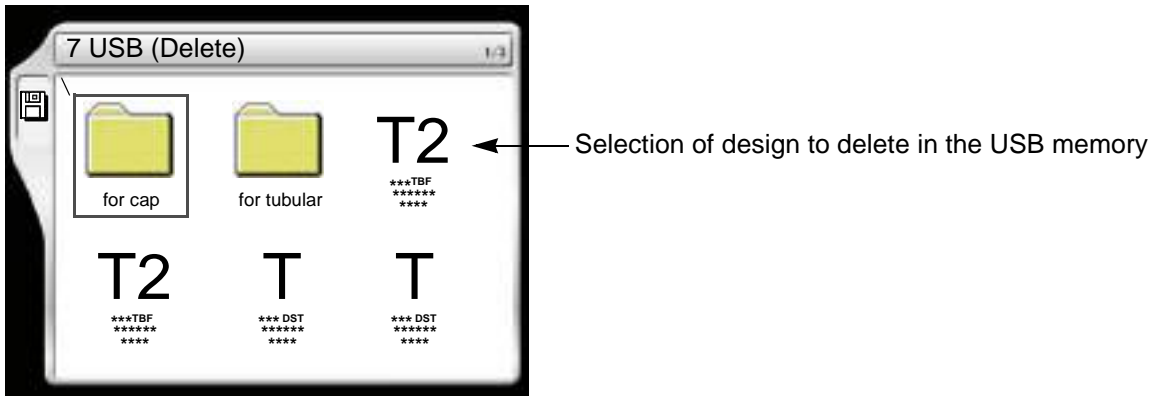 7 USB (Delete) 1/3
for cap for tubular T2
***TBF
******
****
Selection of design to delete in the USB memory
T2 T T
***TBF *** DST *** DST
****** ****** ******
**** **** ****